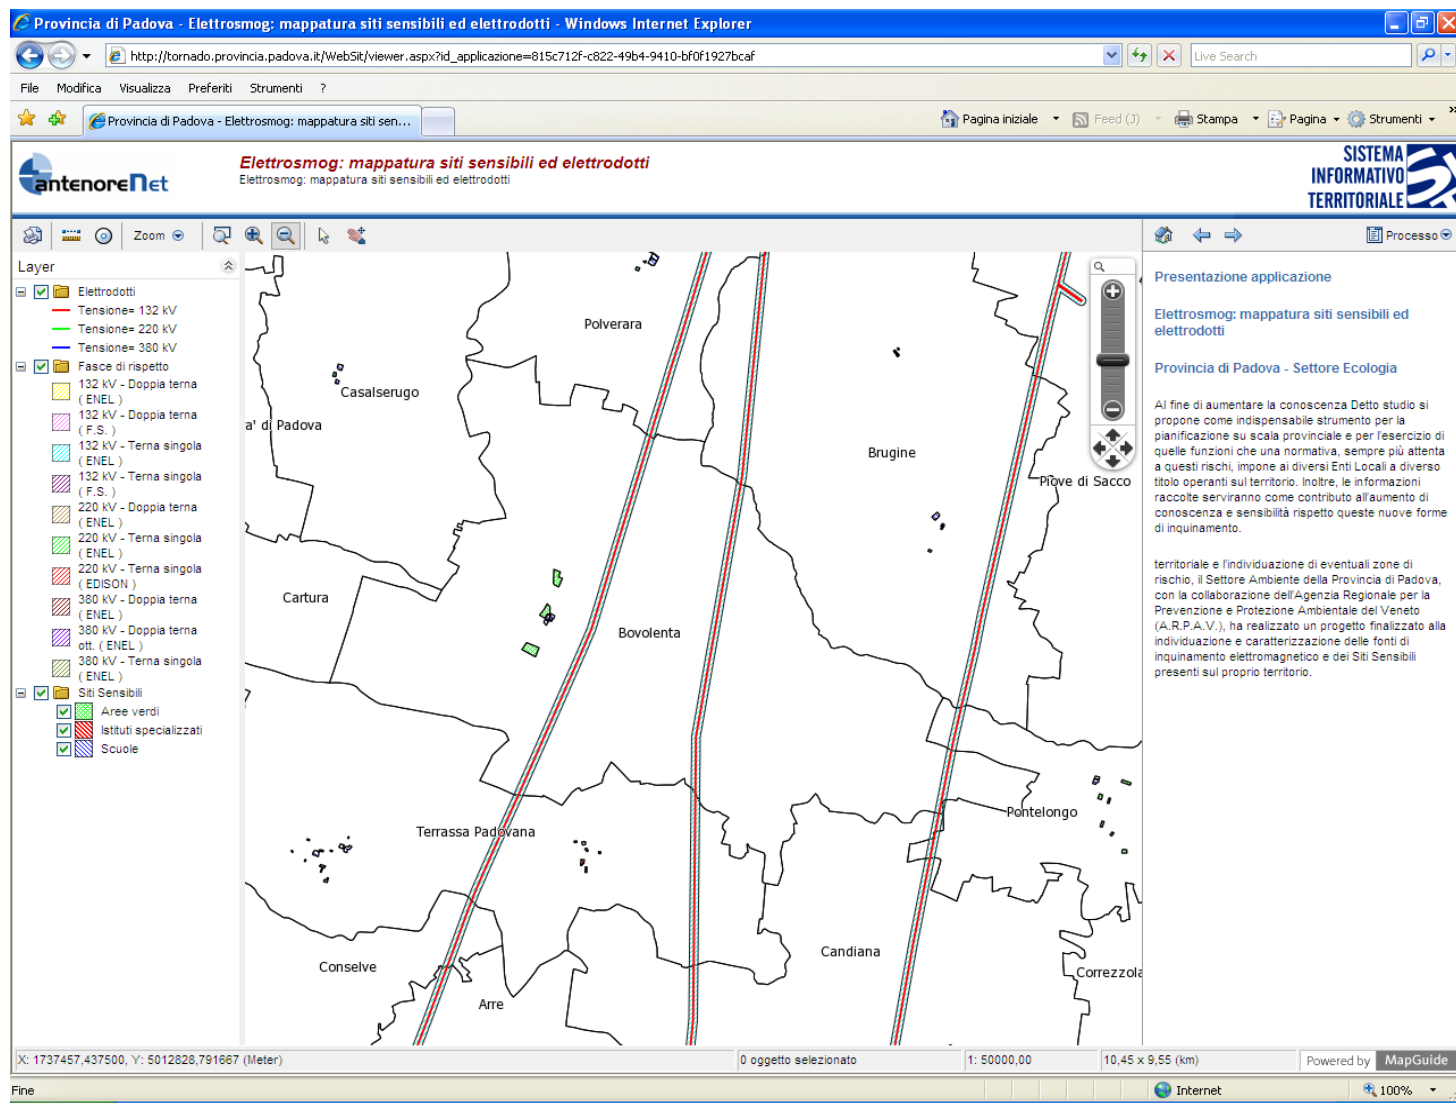 Provincia di Padova - Elettrosmog: mappatura siti sensibili ed elettrodotti - Windows Internet Explorer
http://tornado.provincia.padova.it/WebSit/viewer.aspx?id_applicazione=815c712f-c822-49b4-9410-bf0f1927bcaf
Live Search
File Modifica Visualizza Preferiti Strumenti ?
Provincia di Padova - Elettrosmog: mappatura siti sen...
Pagina iniziale Feed (J) Stampa Pagina Strumenti
antenoreNet
Elettrosmog: mappatura siti sensibili ed elettrodotti
Elettrosmog: mappatura siti sensibili ed elettrodotti
SISTEMA
INFORMATIVO
TERRITORIALE
Zoom
Processo
Layer
Elettrodotti
Tensione= 132 kV
Tensione= 220 kV
Tensione= 380 kV
Fasce di rispetto
132 kV - Doppia terna
( ENEL )
132 kV - Doppia terna
( F.S. )
132 kV - Terna singola
( ENEL )
132 kV - Terna singola
( F.S. )
220 kV - Doppia terna
( ENEL )
220 kV - Terna singola
( ENEL )
220 kV - Terna singola
( EDISON )
380 kV - Doppia terna
( ENEL )
380 kV - Doppia terna
ott. ( ENEL )
380 kV - Terna singola
( ENEL )
Siti Sensibili
Aree verdi
Istituti specializzati
Scuole
Polverara
Casalserugo
a' di Padova
Brugine
Piove di Sacco
Cartura
Bovolenta
Pontelongo
Terrassa Padovana
Candiana
Conselve
Correzzola
Arre
Presentazione applicazione
Elettrosmog: mappatura siti sensibili ed
elettrodotti
Provincia di Padova - Settore Ecologia
Al fine di aumentare la conoscenza Detto studio si
propone come indispensabile strumento per la
pianificazione su scala provinciale e per l'esercizio di
quelle funzioni che una normativa, sempre più attenta
a questi rischi, impone ai diversi Enti Locali a diverso
titolo operanti sul territorio. Inoltre, le informazioni
raccolte serviranno come contributo all'aumento di
conoscenza e sensibilità rispetto queste nuove forme
di inquinamento.
territoriale e l'individuazione di eventuali zone di
rischio, il Settore Ambiente della Provincia di Padova,
con la collaborazione dell'Agenzia Regionale per la
Prevenzione e Protezione Ambientale del Veneto
(A.R.P.A.V.), ha realizzato un progetto finalizzato alla
individuazione e caratterizzazione delle fonti di
inquinamento elettromagnetico e dei Siti Sensibili
presenti sul proprio territorio.
X: 1737457,437500, Y: 5012828,791667 (Meter)
0 oggetto selezionato
1: 50000,00
10,45 x 9,55 (km)
Powered by MapGuide
Fine
Internet
100%